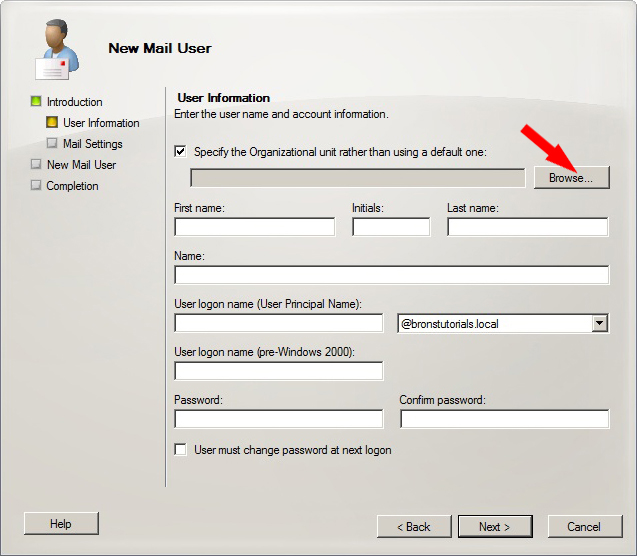 New Mail User
Introduction
User Information
Mail Settings
New Mail User
Completion
User Information
Enter the user name and account information.
Specify the Organizational unit rather than using a default one:
Browse...
First name: Initials: Last name:
Name:
User logon name (User Principal Name):
@bronstutorials.local
User logon name (pre-Windows 2000):
Password: Confirm password:
User must change password at next logon
Help < Back Next > Cancel